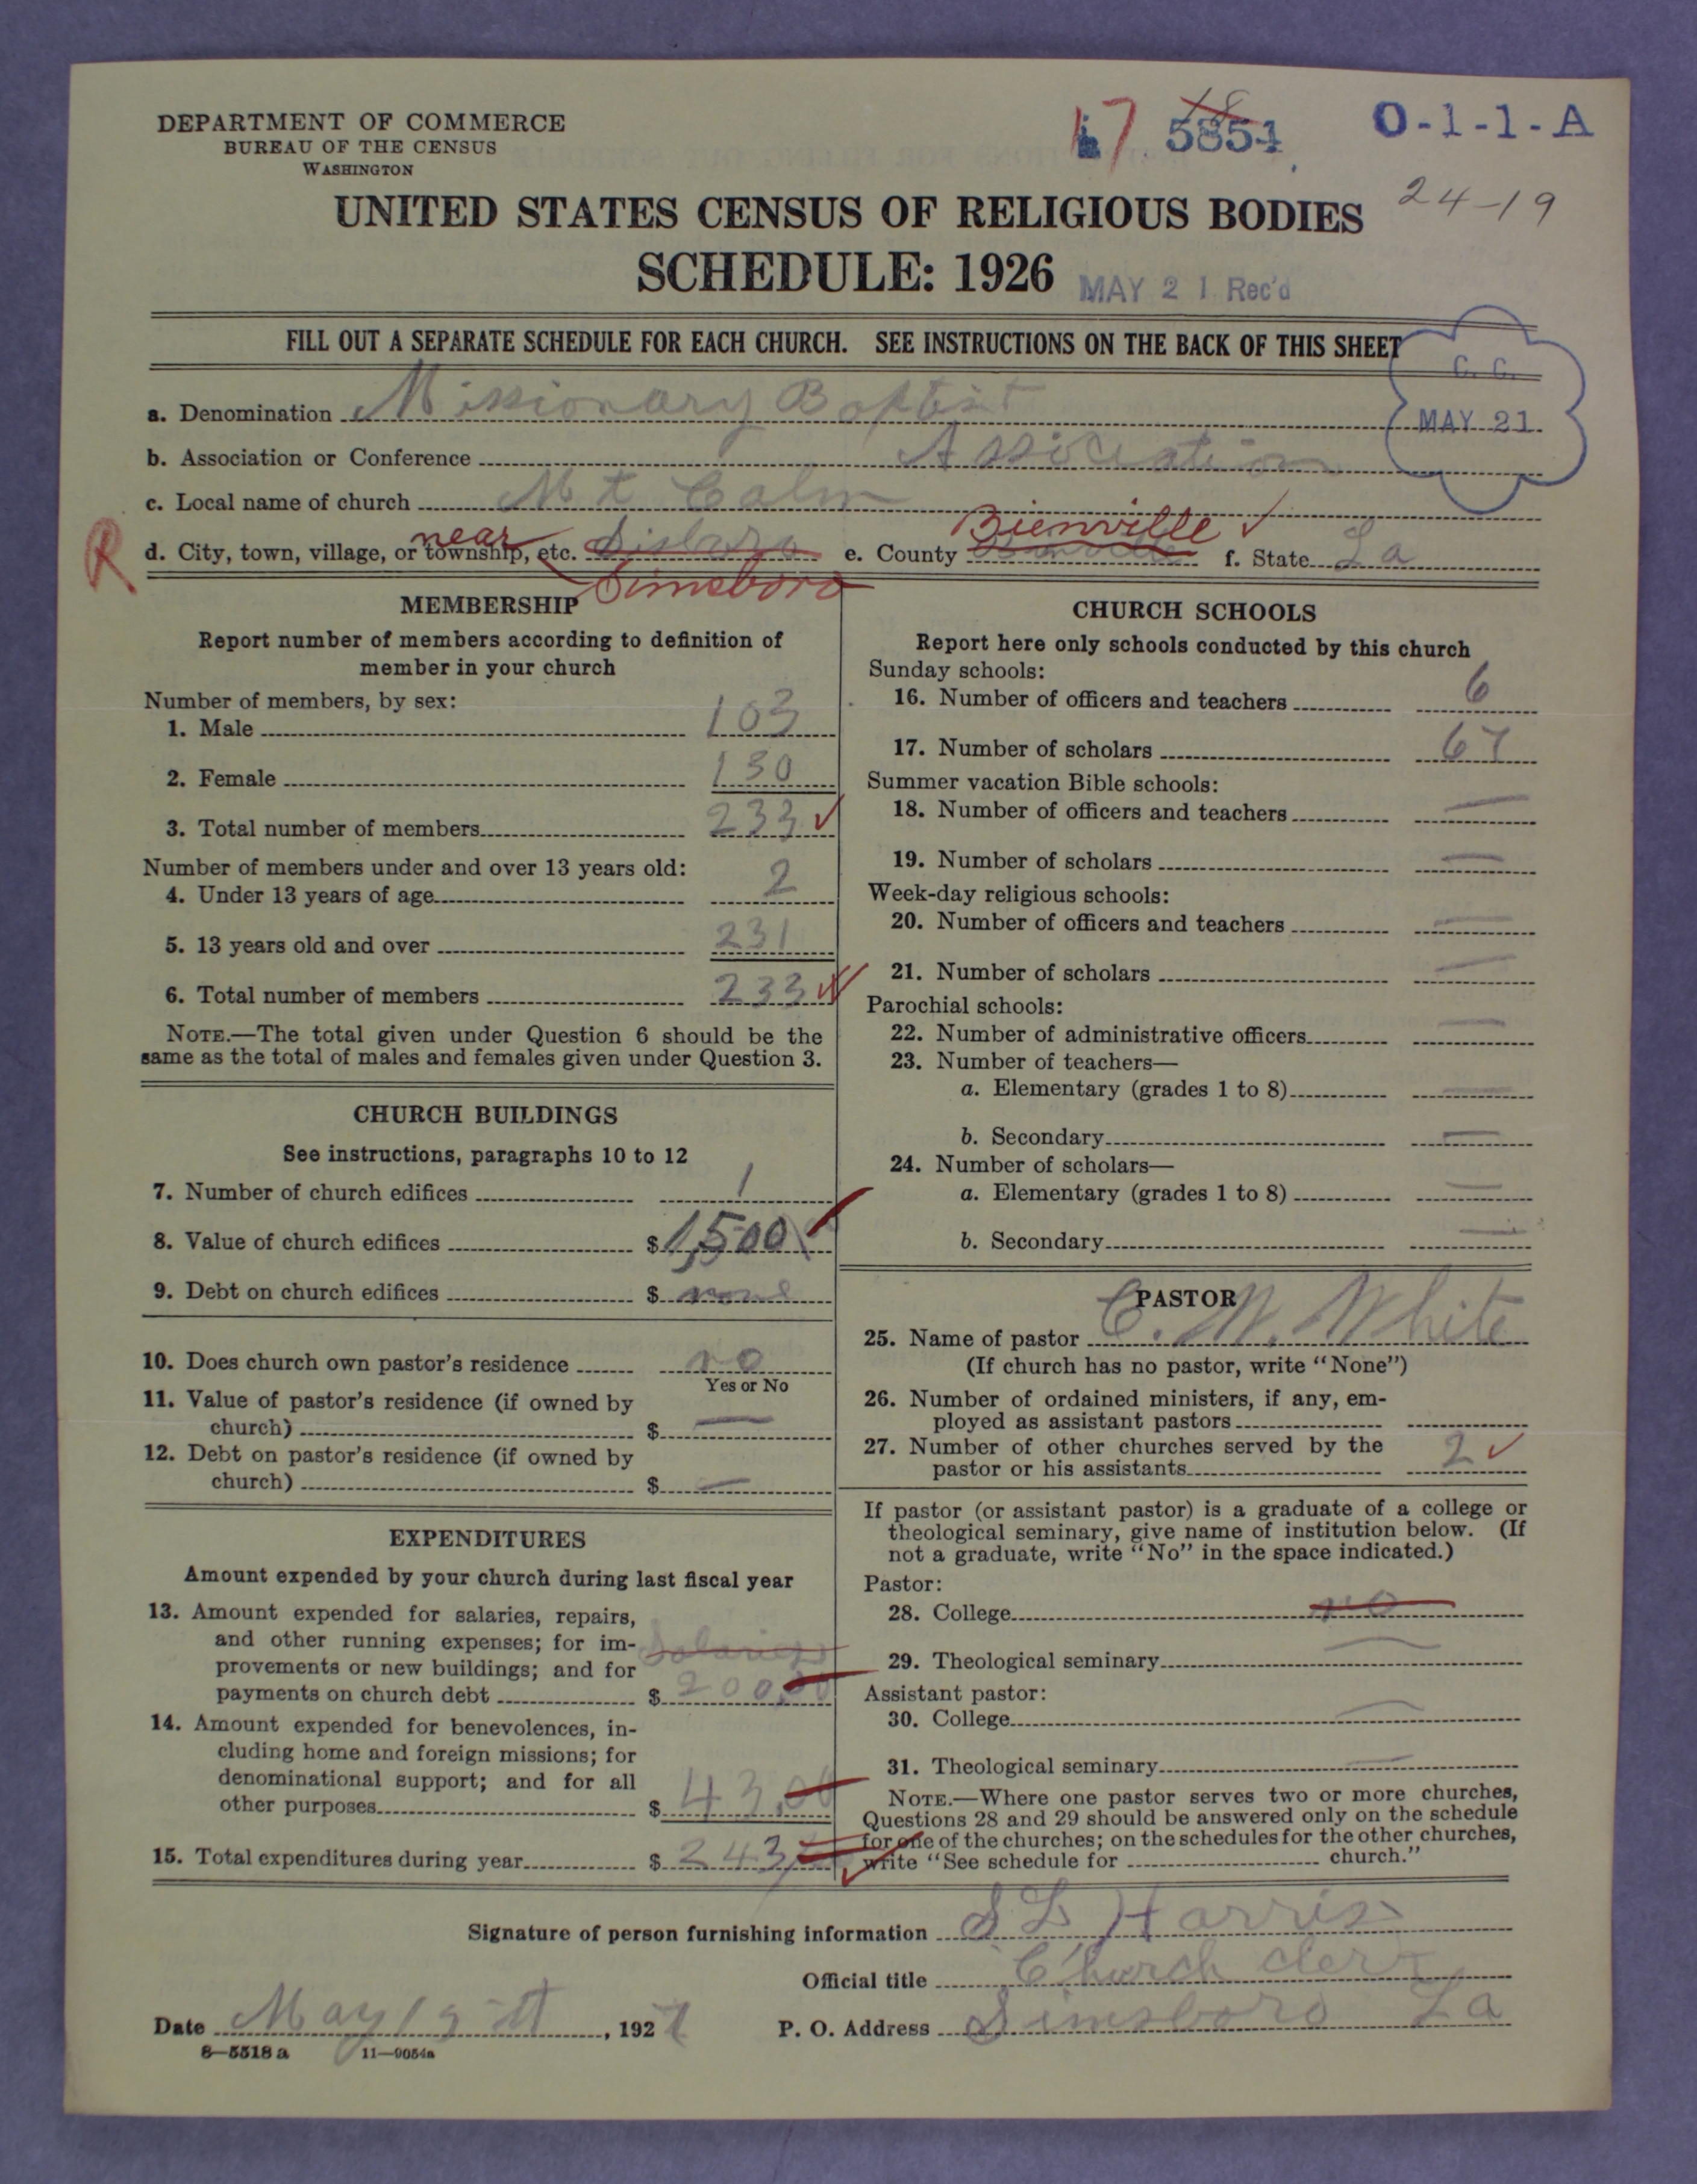 DEPARTMENT OF COMMERCE
BUREAU OF THE CENSUS
WASHINGTON
17 5854 O-1-1-A
24-19
UNITED STATES CENSUS OF RELIGIOUS BODIES
SCHEDULE: 1926 MAY 21 Rec'd
FILL OUT A SEPARATE SCHEDULE FOR EACH CHURCH. SEE INSTRUCTIONS ON THE BACK OF THIS SHEET
C. C.
MAY 21
a. Denomination Missionary Baptist
b. Association or Conference Association
c. Local name of church Mt Calm
R d. City, town, village, or township, etc. near Simsboro e. County Bienville f. State La
MEMBERSHIP
Report number of members according to definition of
member in your church
Number of members, by sex:
1. Male 103
2. Female 130
3. Total number of members 233
Number of members under and over 13 years old:
4. Under 13 years of age 2
5. 13 years old and over 231
6. Total number of members 233
NOTE.—The total given under Question 6 should be the
same as the total of males and females given under Question 3.
CHURCH BUILDINGS
See instructions, paragraphs 10 to 12
7. Number of church edifices 1
8. Value of church edifices $1,500
9. Debt on church edifices $ none
10. Does church own pastor's residence no
Yes or No
11. Value of pastor's residence (if owned by
church) $ —
12. Debt on pastor's residence (if owned by
church) $ —
EXPENDITURES
Amount expended by your church during last fiscal year
13. Amount expended for salaries, repairs,
and other running expenses; for im- Salaries
provements or new buildings; and for
payments on church debt $ 200.00
14. Amount expended for benevolences, in-
cluding home and foreign missions; for
denominational support; and for all
other purposes $ 43.00
15. Total expenditures during year $ 243
CHURCH SCHOOLS
Report here only schools conducted by this church
Sunday schools:
16. Number of officers and teachers 6
17. Number of scholars 67
Summer vacation Bible schools:
18. Number of officers and teachers —
19. Number of scholars —
Week-day religious schools:
20. Number of officers and teachers —
21. Number of scholars —
Parochial schools:
22. Number of administrative officers —
23. Number of teachers—
a. Elementary (grades 1 to 8) —
b. Secondary —
24. Number of scholars—
a. Elementary (grades 1 to 8) —
b. Secondary —
PASTOR
25. Name of pastor C. W. White
(If church has no pastor, write "None")
26. Number of ordained ministers, if any, em-
ployed as assistant pastors
27. Number of other churches served by the
pastor or his assistants 2
If pastor (or assistant pastor) is a graduate of a college or
theological seminary, give name of institution below. (If
not a graduate, write "No" in the space indicated.)
Pastor:
28. College no
29. Theological seminary —
Assistant pastor:
30. College —
31. Theological seminary —
NOTE.—Where one pastor serves two or more churches,
Questions 28 and 29 should be answered only on the schedule
for one of the churches; on the schedules for the other churches,
write "See schedule for church."
Signature of person furnishing information S L Harris
Official title Church clerk
Date May 19th, 1927 P. O. Address Simsboro La
8—5518 a 11—9054a